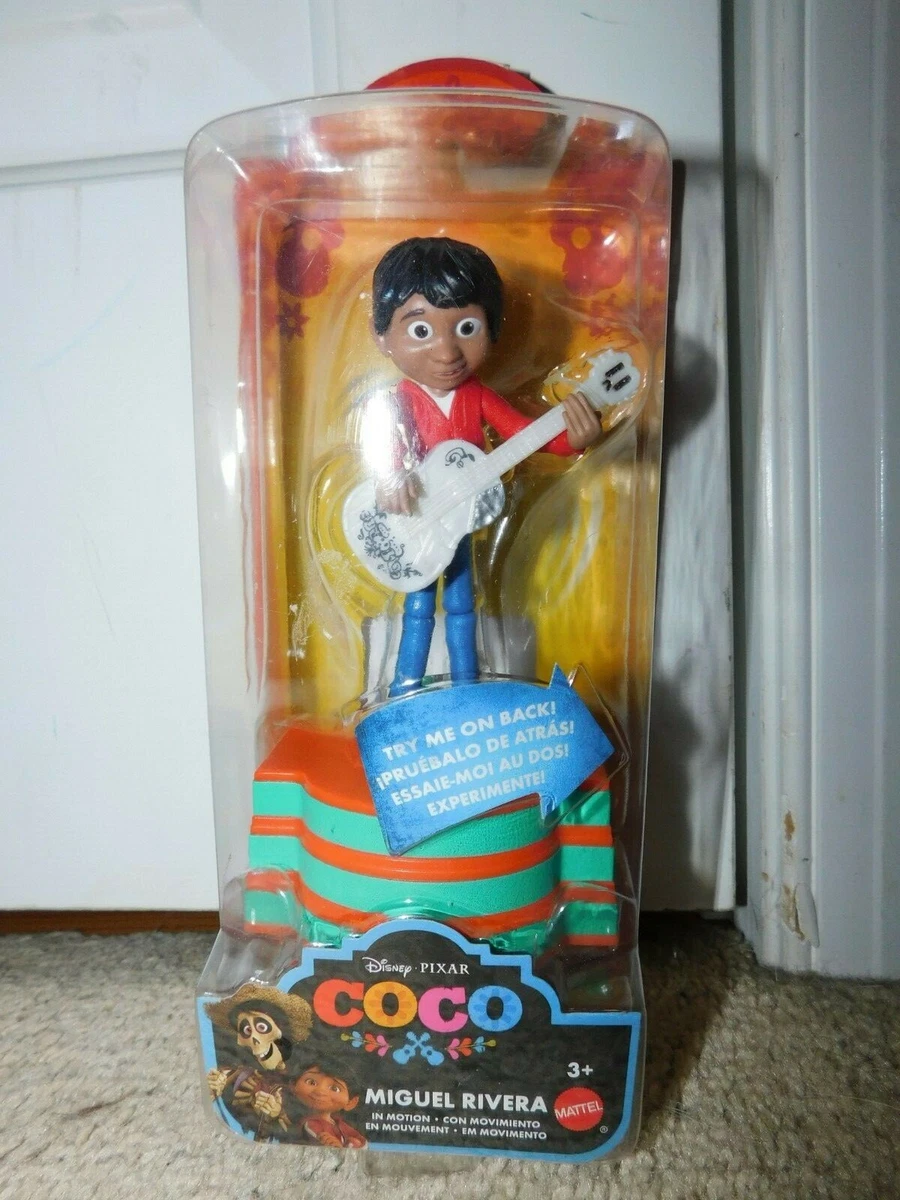 TRY ME ON BACK!
¡PRUÉBALO DE ATRÁS!
ESSAIE-MOI AU DOS!
EXPERIMENTE!
Disney · PIXAR
COCO
3+
MIGUEL RIVERA
MATTEL
®
IN MOTION · CON MOVIMIENTO
EN MOUVEMENT · EM MOVIMENTO